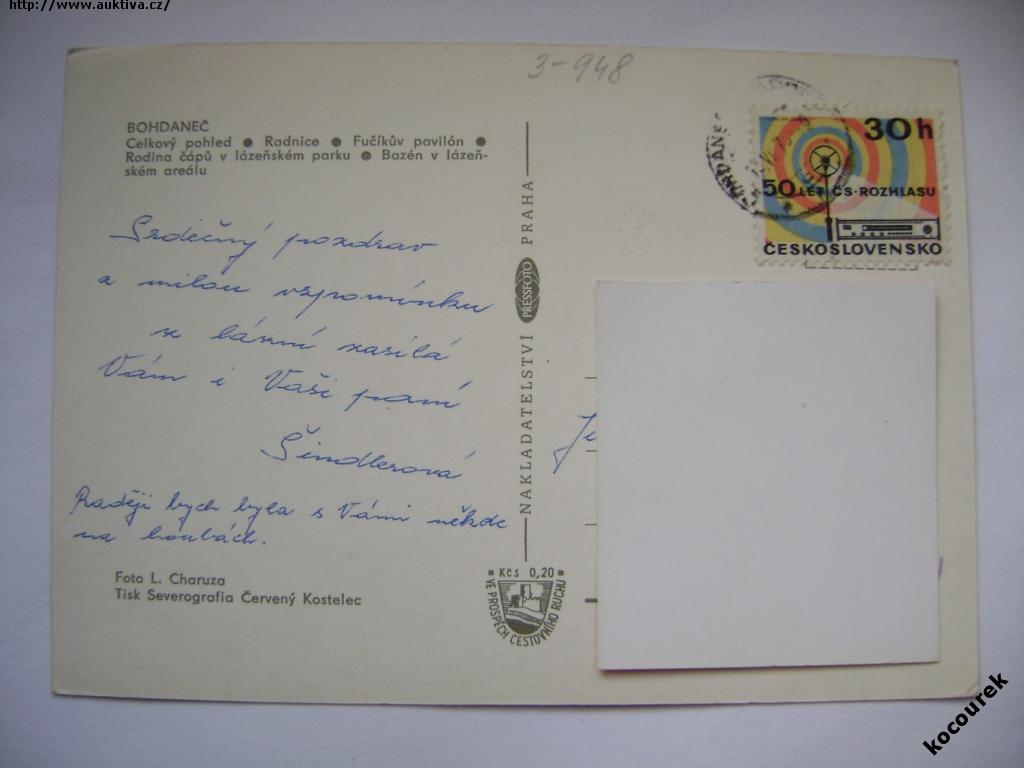 http://www.auktiva.cz/
3-948
BOHDANEČ
Celkový pohled ● Radnice ● Fučíkův pavilón ●
Rodina čápů v lázeňském parku ● Bazén v lázeň-
ském areálu
Srdečný pozdrav
a milou vzpomínku
z lázní zasílá
Vám i Vaší paní
Šindlerová
Raději bych byla s Vámi někde
na houbách.
Foto L. Charuza
Tisk Severografia Červený Kostelec
NAKLADATELSTVÍ PRESSFOTO PRAHA
Kčs 0,20
VE PROSPĚCH CESTOVNÍHO RUCHU
30h
50 LET ČS. ROZHLASU
ČESKOSLOVENSKO
Je
kocourek